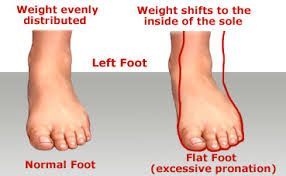 Weight evenly
distributed
Weight shifts to the
inside of the sole
Left Foot
Normal Foot
Flat Foot
(excessive pronation)